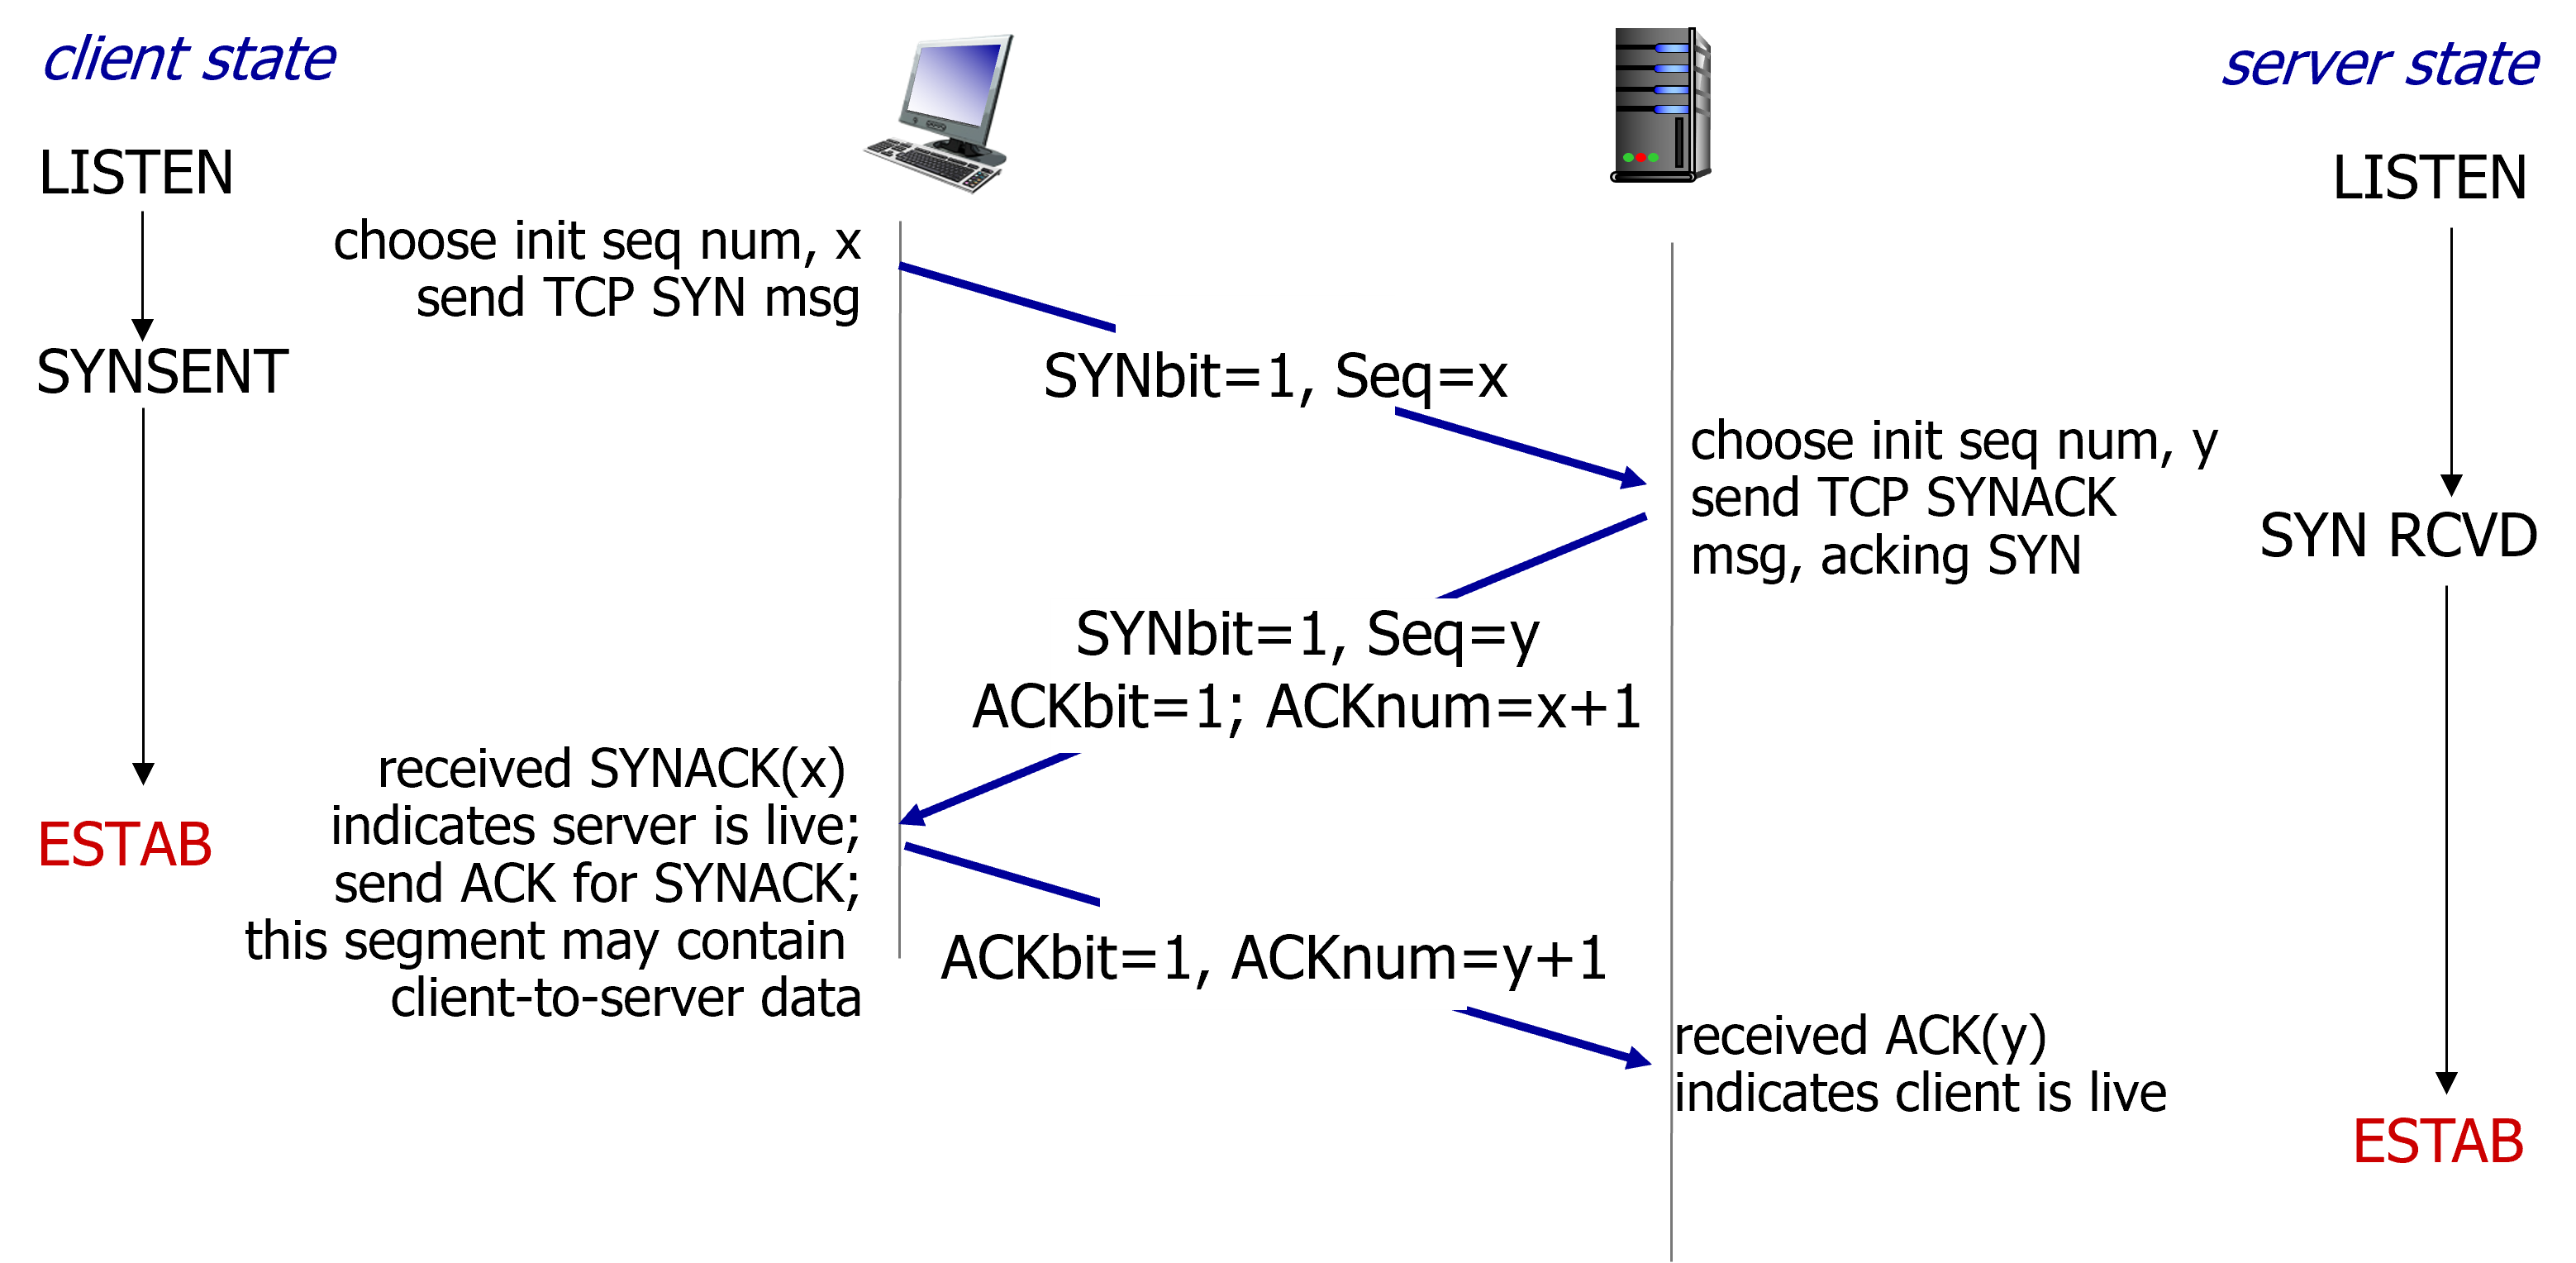 client state
server state
LISTEN
LISTEN
choose init seq num, x
send TCP SYN msg
SYNSENT
SYNbit=1, Seq=x
choose init seq num, y
send TCP SYNACK
msg, acking SYN
SYN RCVD
SYNbit=1, Seq=y
ACKbit=1; ACKnum=x+1
received SYNACK(x)
indicates server is live;
send ACK for SYNACK;
this segment may contain
client-to-server data
ESTAB
ACKbit=1, ACKnum=y+1
received ACK(y)
indicates client is live
ESTAB